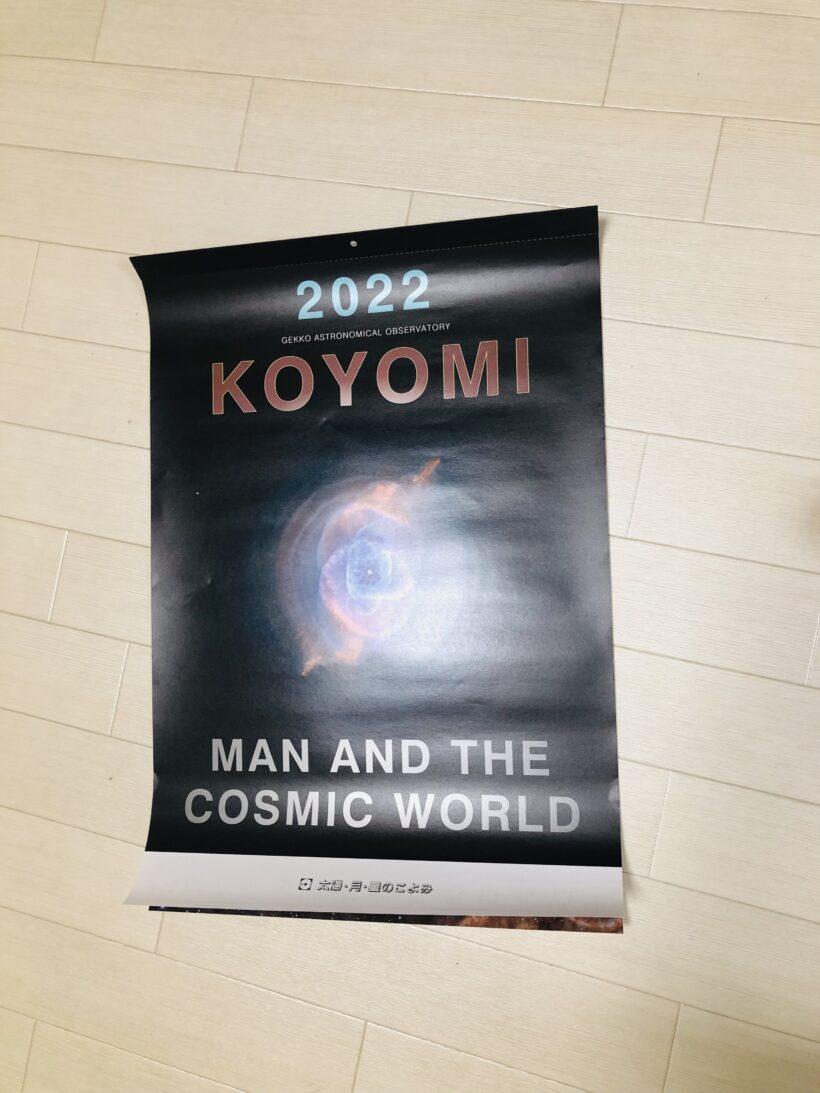 2022
GEKKO ASTRONOMICAL OBSERVATORY
KOYOMI
MAN AND THE
COSMIC WORLD
太陽・月・星のこよみ